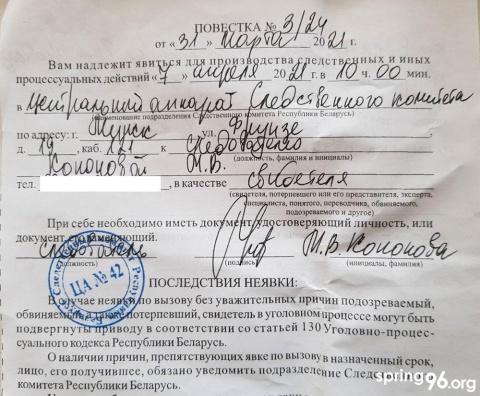 ПОВЕСТКА № 3/24
от «31» марта 2021 г.
Вам надлежит явиться для производства следственных и иных
процессуальных действий «7» апреля 2021 г. в 10 ч. 00 мин.
в центральный аппарат Следственного комитета
(наименование подразделения Следственного комитета Республики Беларусь)
по адресу: г. Минск ул. Фрунзе
д. 19, каб. 121 к следователю
(должность, фамилия и инициалы)
Кононовой М.В.
тел. , в качестве свидетеля
(свидетеля, потерпевшего или его представителя, эксперта,
специалиста, понятого, переводчика, обвиняемого,
подозреваемого и другое)
При себе необходимо иметь документ, удостоверяющий личность, или
документ, заменяющий.
Следователь М.В. Кононова
(должность) (подпись) (инициалы, фамилия)
ЦА № 42
ПОСЛЕДСТВИЯ НЕЯВКИ:
В случае неявки по вызову без уважительных причин подозреваемый,
обвиняемый, а также потерпевший, свидетель в уголовном процессе могут быть
подвергнуты приводу в соответствии со статьей 130 Уголовно-процес-
суального кодекса Республики Беларусь.
О наличии причин, препятствующих явке по вызову в назначенный срок,
лицо, его получившее, обязано уведомить подразделение Следственного
комитета Республики Беларусь.
spring96.org